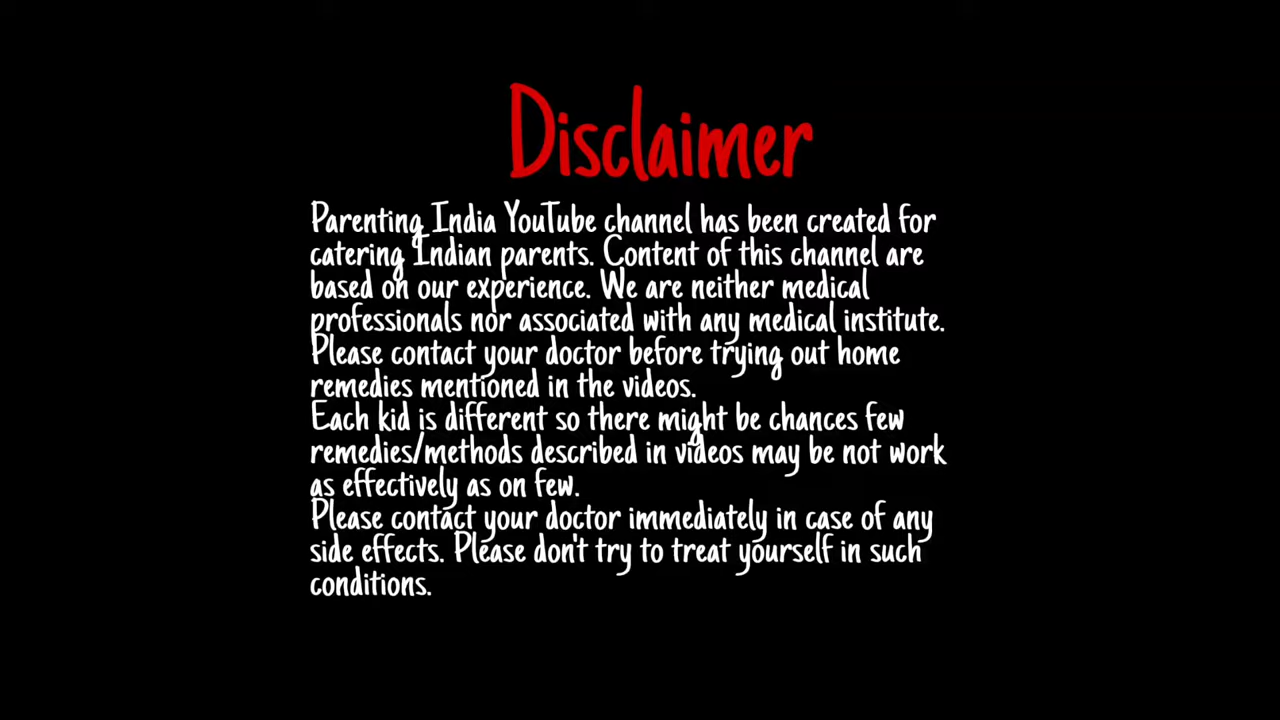 Disclaimer
Parenting India YouTube channel has been created for
catering Indian parents. Content of this channel are
based on our experience. We are neither medical
professionals nor associated with any medical institute.
Please contact your doctor before trying out home
remedies mentioned in the videos.
Each kid is different so there might be chances few
remedies/methods described in videos may be not work
as effectively as on few.
Please contact your doctor immediately in case of any
side effects. Please don't try to treat yourself in such
conditions.